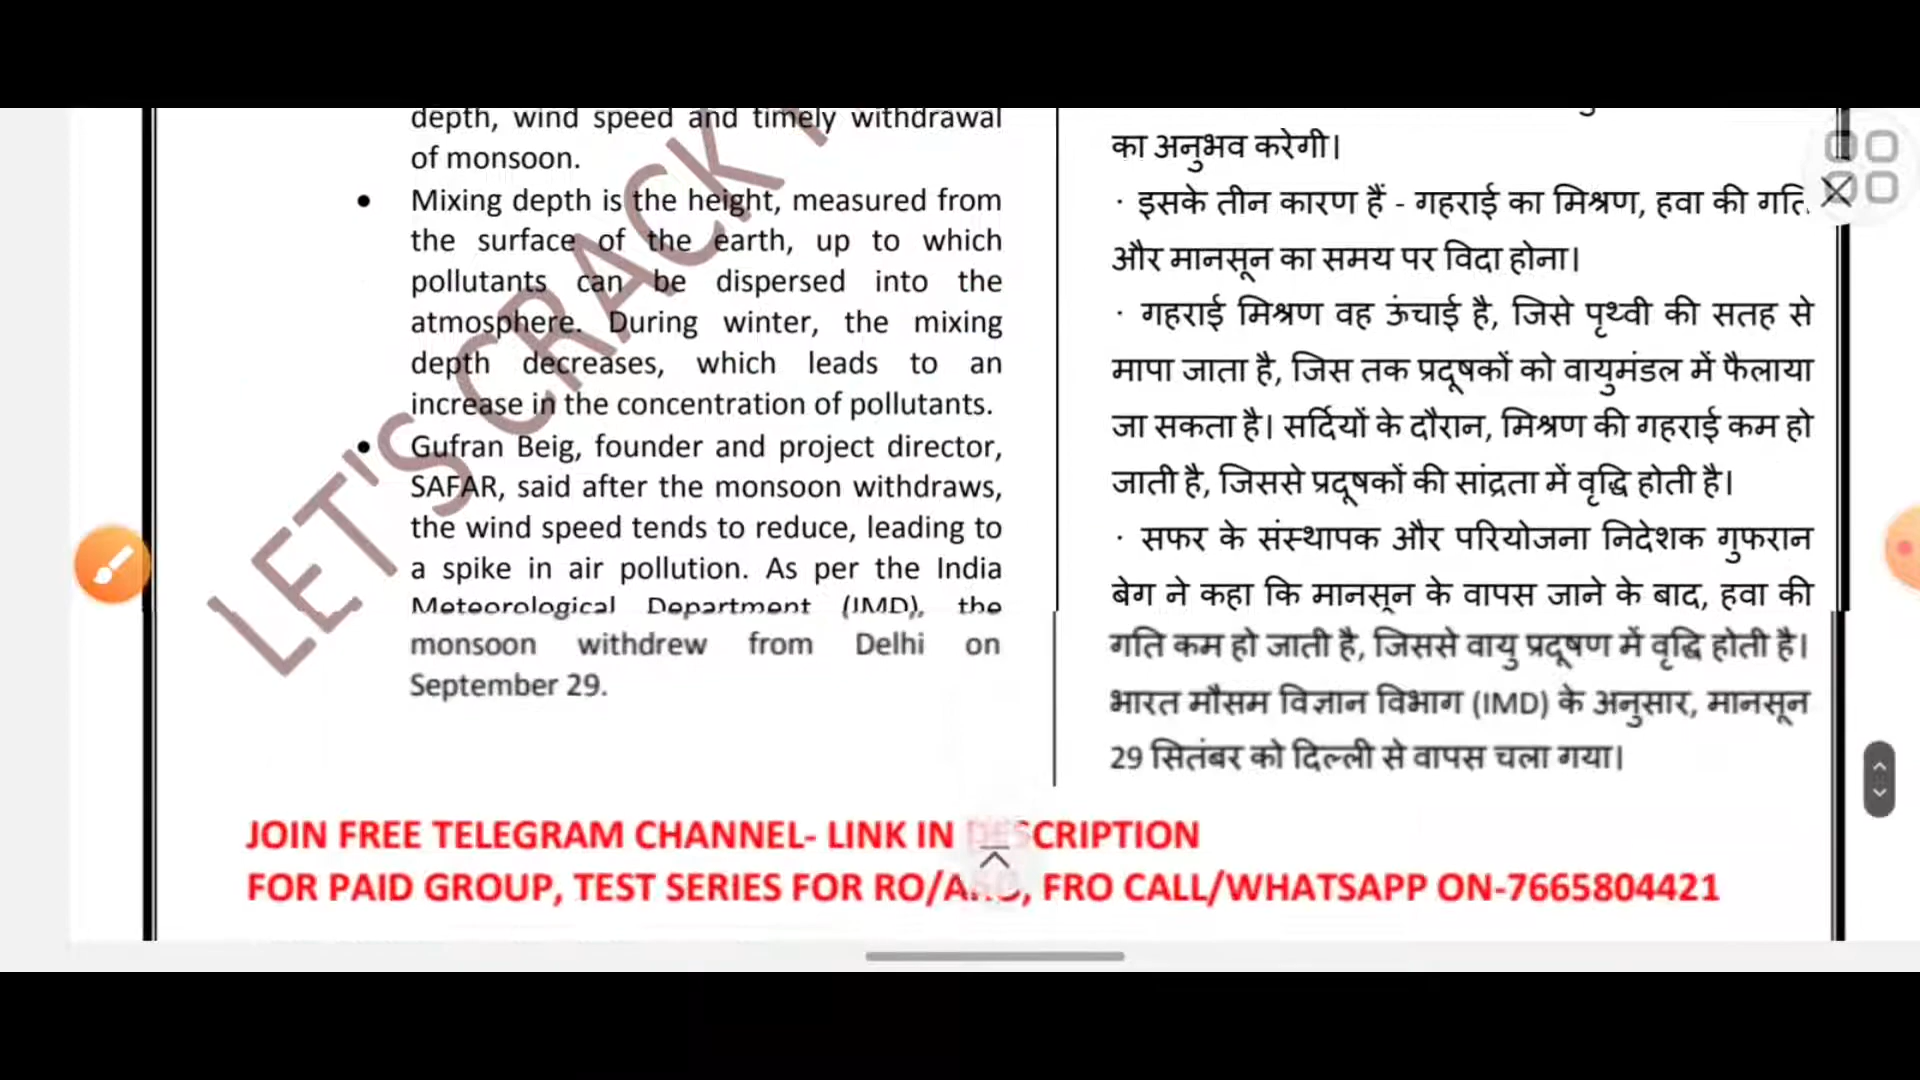 depth, wind speed and timely withdrawal
of monsoon.
• Mixing depth is the height, measured from
the surface of the earth, up to which
pollutants can be dispersed into the
atmosphere. During winter, the mixing
depth decreases, which leads to an
increase in the concentration of pollutants.
• Gufran Beig, founder and project director,
SAFAR, said after the monsoon withdraws,
the wind speed tends to reduce, leading to
a spike in air pollution. As per the India
Meteorological Department (IMD), the
monsoon withdrew from Delhi on
September 29.
का अनुभव करेगी।
· इसके तीन कारण हैं - गहराई का मिश्रण, हवा की गति
और मानसून का समय पर विदा होना।
· गहराई मिश्रण वह ऊंचाई है, जिसे पृथ्वी की सतह से
मापा जाता है, जिस तक प्रदूषकों को वायुमंडल में फैलाया
जा सकता है। सर्दियों के दौरान, मिश्रण की गहराई कम हो
जाती है, जिससे प्रदूषकों की सांद्रता में वृद्धि होती है।
· सफर के संस्थापक और परियोजना निदेशक गुफरान
बेग ने कहा कि मानसून के वापस जाने के बाद, हवा की
गति कम हो जाती है, जिससे वायु प्रदूषण में वृद्धि होती है।
भारत मौसम विज्ञान विभाग (IMD) के अनुसार, मानसून
29 सितंबर को दिल्ली से वापस चला गया।
LET'S CRACK
JOIN FREE TELEGRAM CHANNEL- LINK IN DESCRIPTION
FOR PAID GROUP, TEST SERIES FOR RO/ARO, FRO CALL/WHATSAPP ON-7665804421